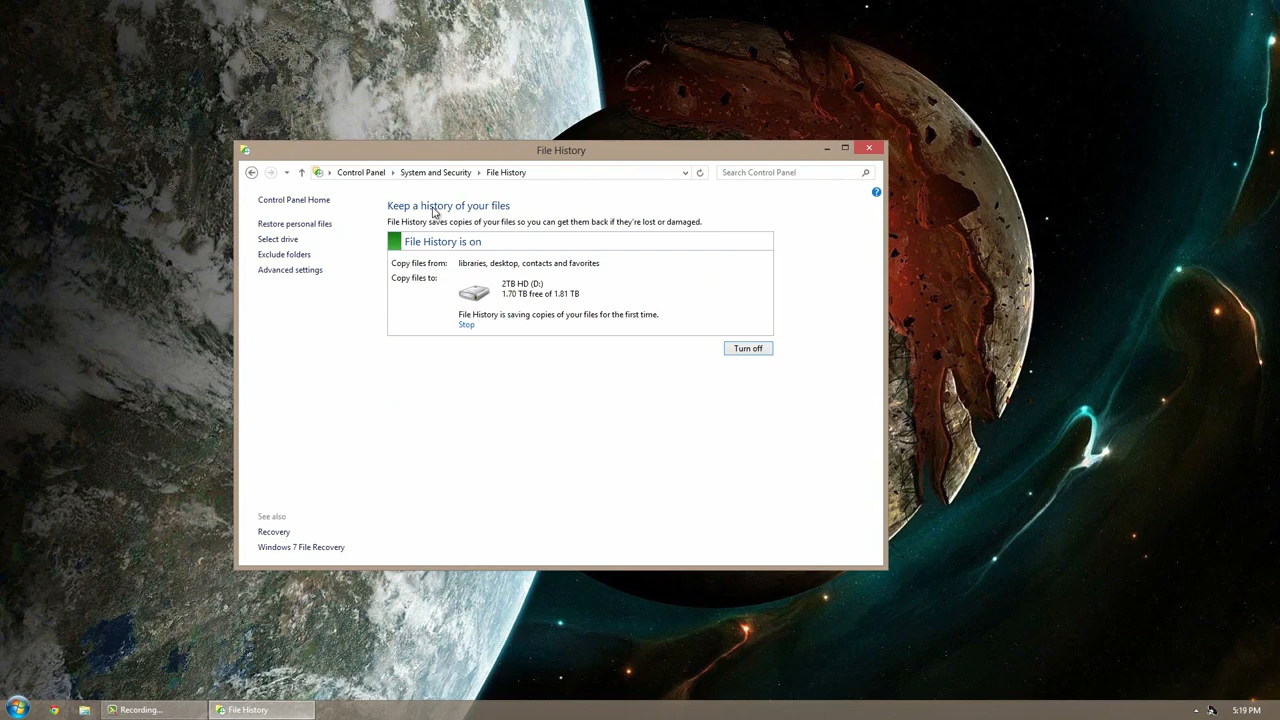 File History
Control Panel System and Security File History
Search Control Panel
Control Panel Home
Restore personal files
Select drive
Exclude folders
Advanced settings
Keep a history of your files
File History saves copies of your files so you can get them back if they're lost or damaged.
File History is on
Copy files from: libraries, desktop, contacts and favorites
Copy files to:
2TB HD (D:)
1.70 TB free of 1.81 TB
File History is saving copies of your files for the first time.
Stop
Turn off
See also
Recovery
Windows 7 File Recovery
Recording...
File History
5:19 PM